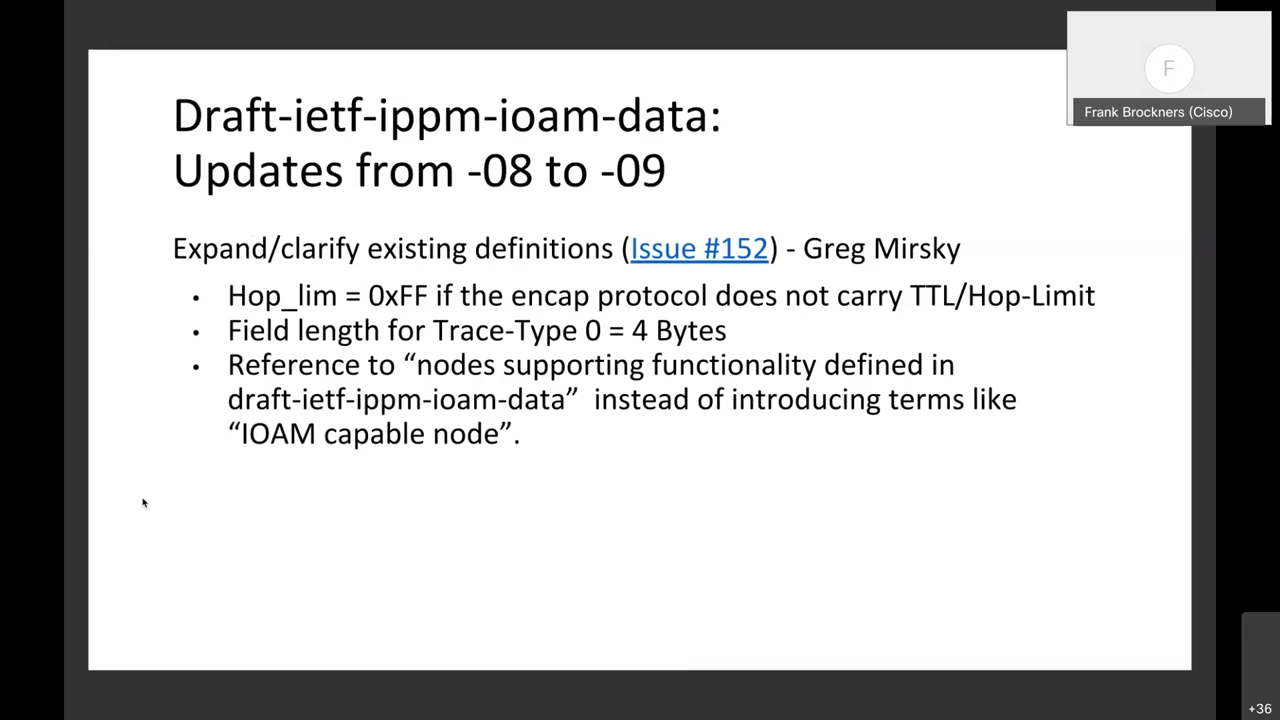 Draft-ietf-ippm-ioam-data:
Updates from -08 to -09
Expand/clarify existing definitions (Issue #152) - Greg Mirsky
• Hop_lim = 0xFF if the encap protocol does not carry TTL/Hop-Limit
• Field length for Trace-Type 0 = 4 Bytes
• Reference to “nodes supporting functionality defined in
draft-ietf-ippm-ioam-data”  instead of introducing terms like
“IOAM capable node”.
F
Frank Brockners (Cisco)
+36